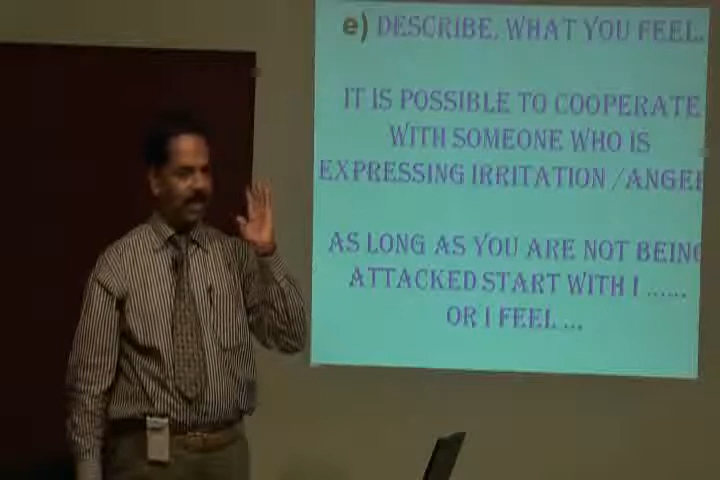 e) DESCRIBE. WHAT YOU FEEL.
IT IS POSSIBLE TO COOPERATE
WITH SOMEONE WHO IS
EXPRESSING IRRITATION /ANGE
AS LONG AS YOU ARE NOT BEING
ATTACKED START WITH I ......
OR I FEEL ...